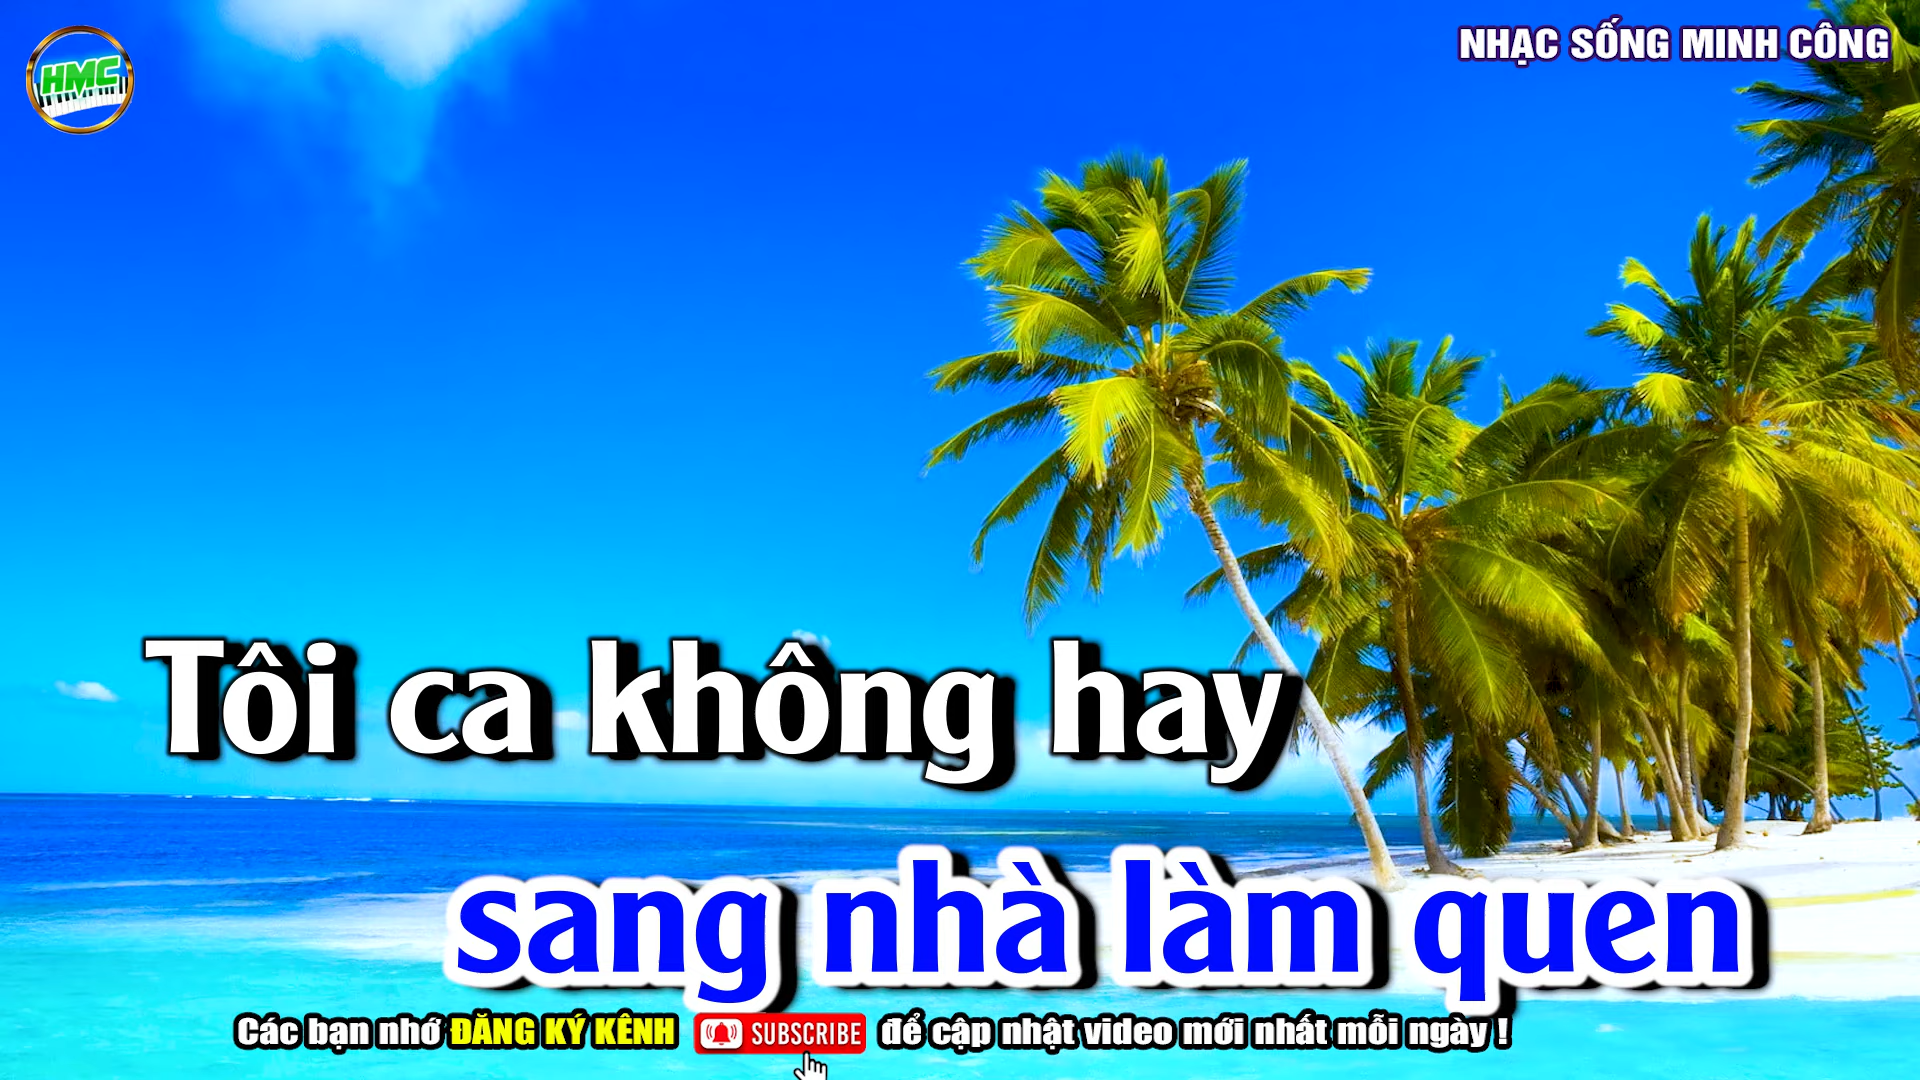 HMC
NHẠC SỐNG MINH CÔNG
Tôi ca không hay
sang nhà làm quen
Các bạn nhớ ĐĂNG KÝ KÊNH SUBSCRIBE để cập nhật video mới nhất mỗi ngày !